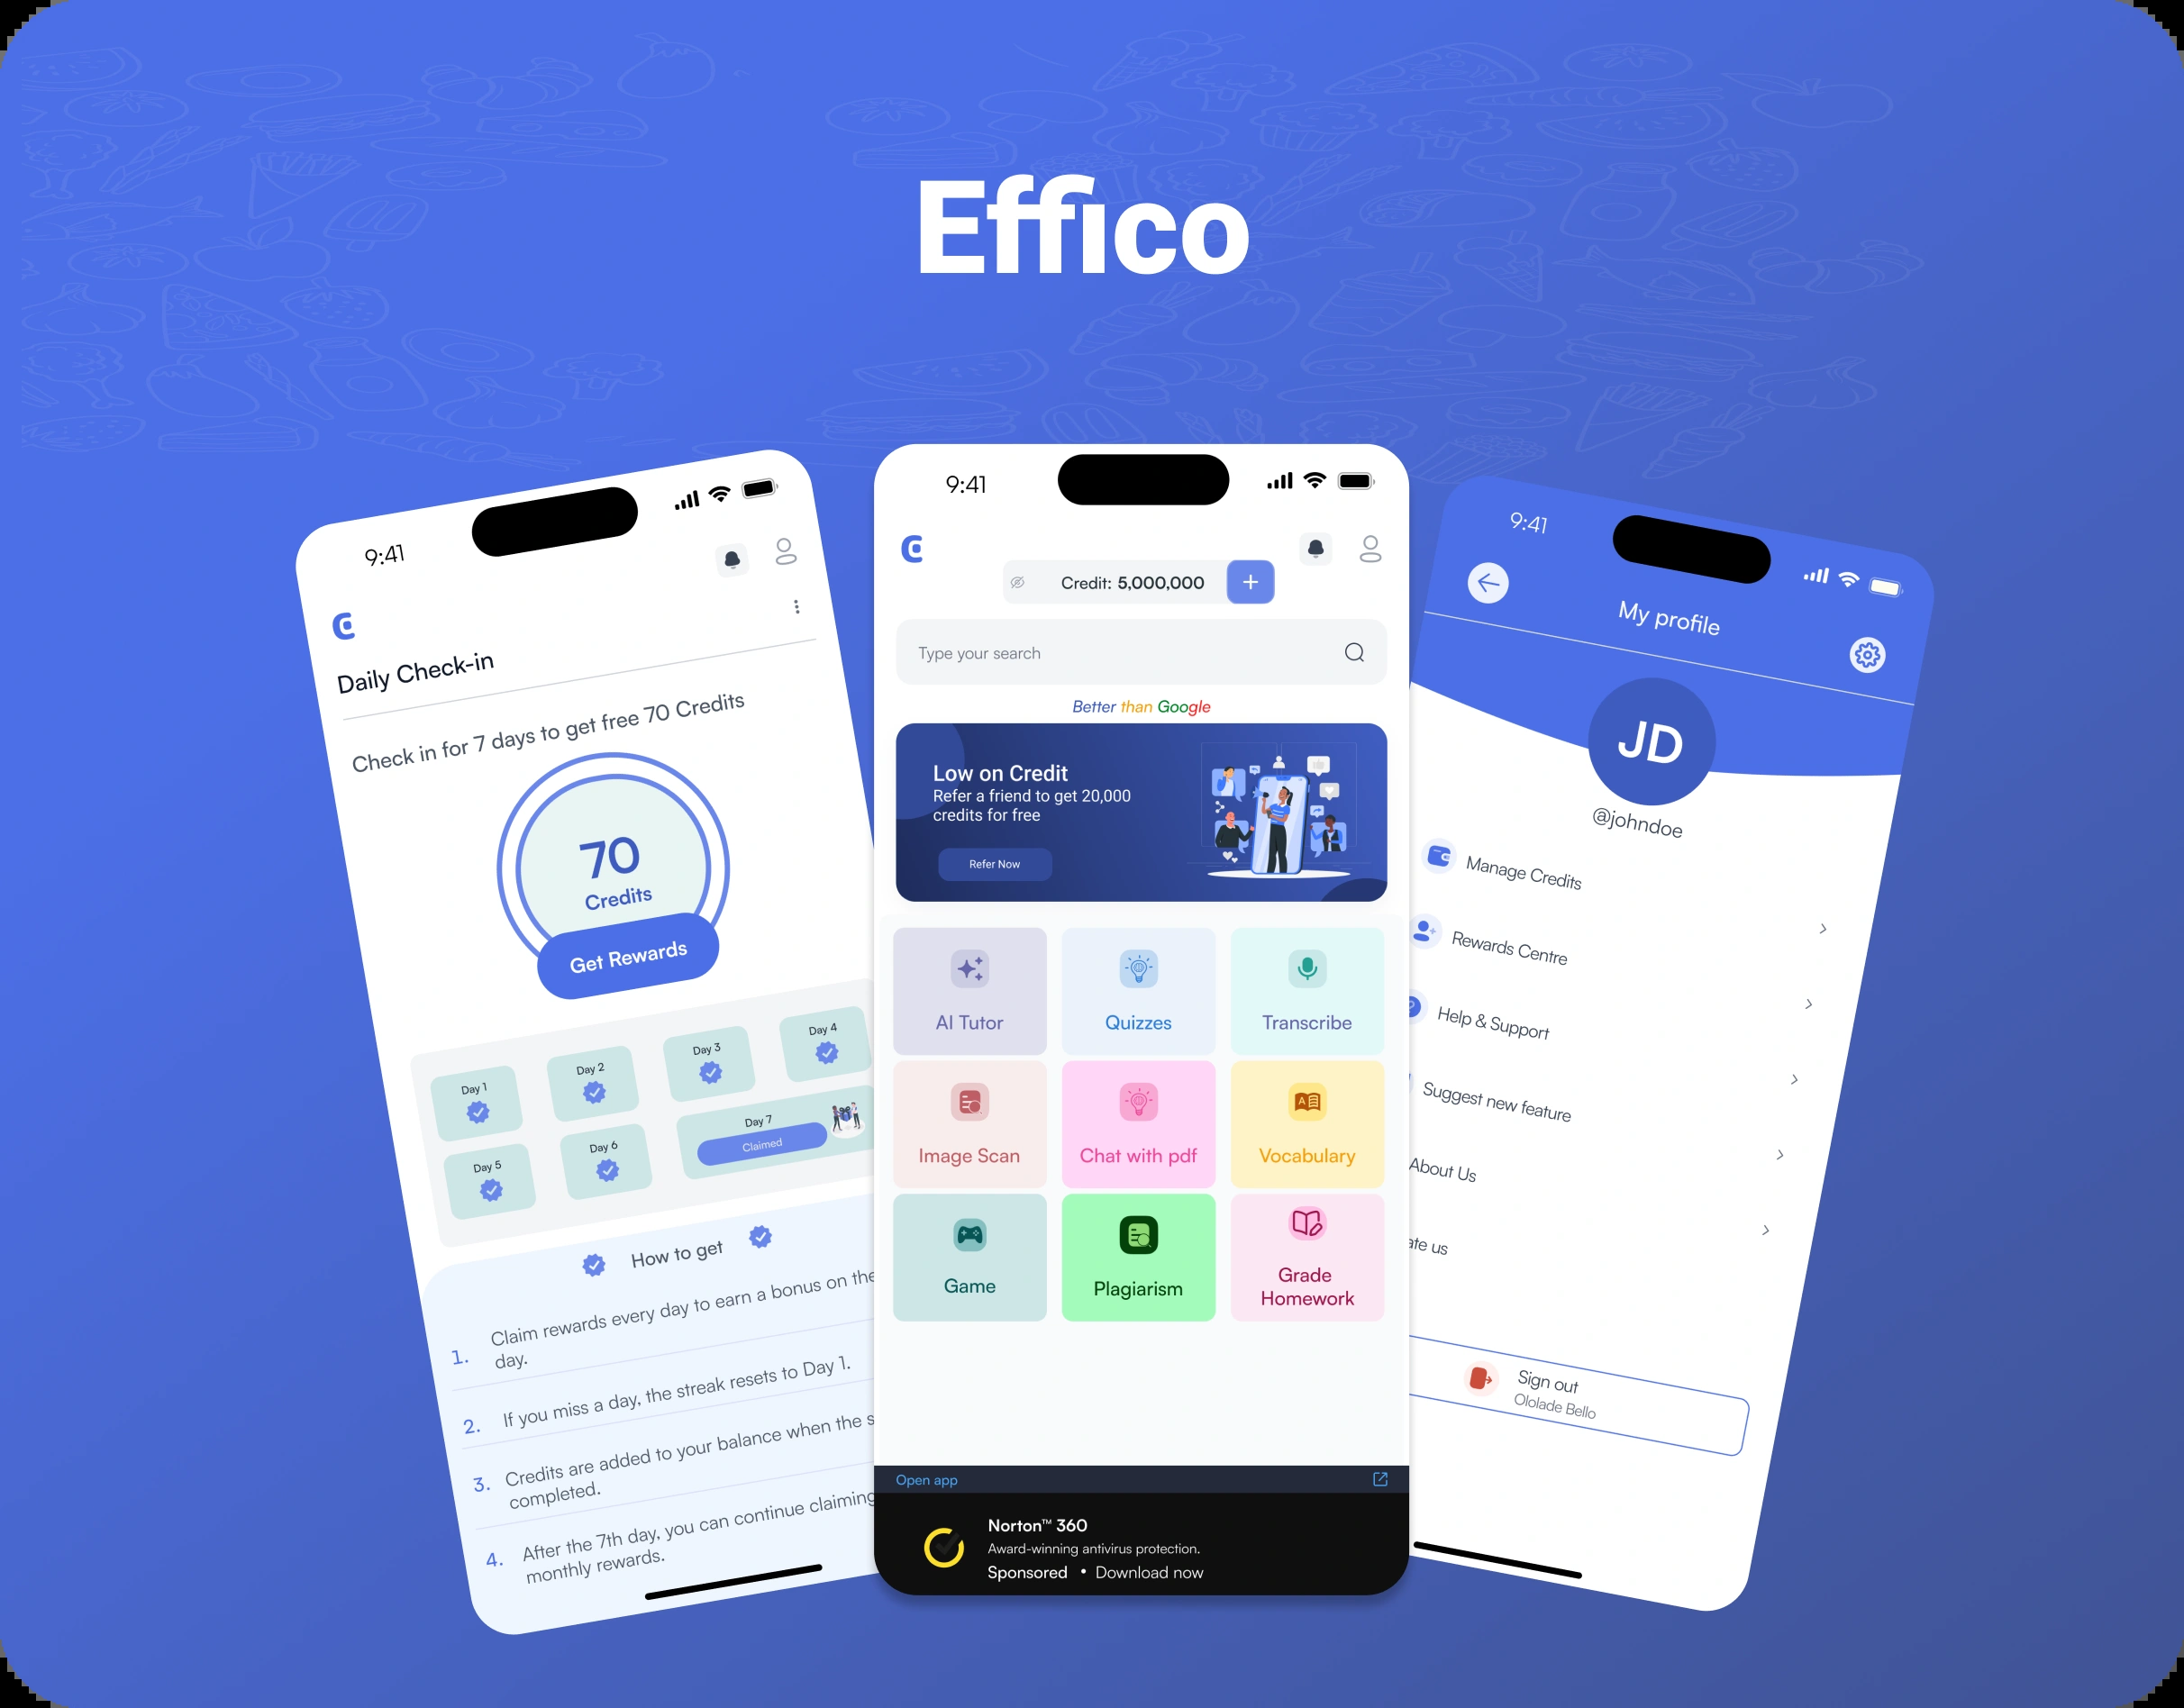 Effico
9:41
Daily Check-in
Check in for 7 days to get free 70 Credits
70
Credits
Get Rewards
Day 1
Day 2
Day 3
Day 4
Day 5
Day 6
Day 7
Claimed
How to get
1. Claim rewards every day to earn a bonus on the
day.
2. If you miss a day, the streak resets to Day 1.
3. Credits are added to your balance when the s
completed.
4. After the 7th day, you can continue claiming
monthly rewards.
9:41
Credit: 5,000,000
Type your search
Better than Google
Low on Credit
Refer a friend to get 20,000
credits for free
Refer Now
AI Tutor
Quizzes
Transcribe
Image Scan
Chat with pdf
Vocabulary
Game
Plagiarism
Grade
Homework
Open app
Norton™ 360
Award-winning antivirus protection.
Sponsored • Download now
9:41
My profile
JD
@johndoe
Manage Credits
Rewards Centre
Help & Support
Suggest new feature
About Us
ate us
Sign out
Ololade Bello